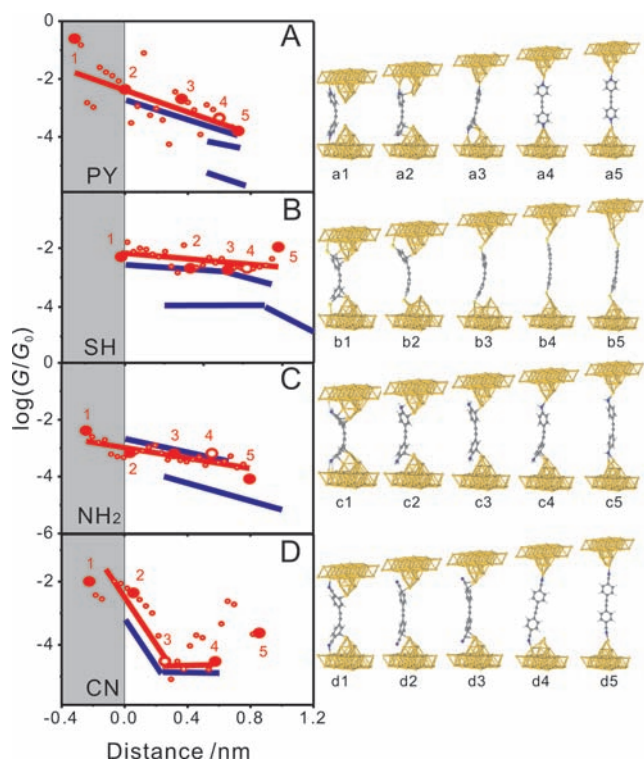 0
-2
-4
A
1
2
3
4
5
PY
a1 a2 a3 a4 a5
B
-2
-4
1
2
3
4
5
SH
b1 b2 b3 b4 b5
log(G/G0)
C
-2
-4
-6
1
2
3
4
5
NH2
c1 c2 c3 c4 c5
D
-2
-4
1
2
3
4
5
CN
d1 d2 d3 d4 d5
-0.4 0.0 0.4 0.8 1.2
Distance /nm